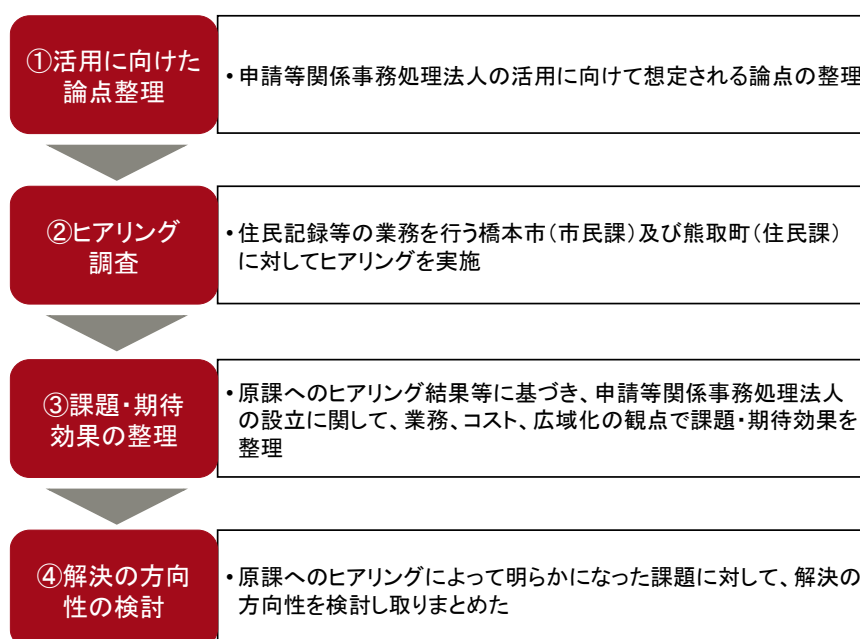 ①活用に向けた
論点整理
・申請等関係事務処理法人の活用に向けて想定される論点の整理
②ヒアリング
調査
・住民記録等の業務を行う橋本市(市民課)及び熊取町(住民課)
に対してヒアリングを実施
③課題・期待
効果の整理
・原課へのヒアリング結果等に基づき、申請等関係事務処理法人
の設立に関して、業務、コスト、広域化の観点で課題・期待効果を
整理
④解決の方向
性の検討
・原課へのヒアリングによって明らかになった課題に対して、解決の
方向性を検討し取りまとめた